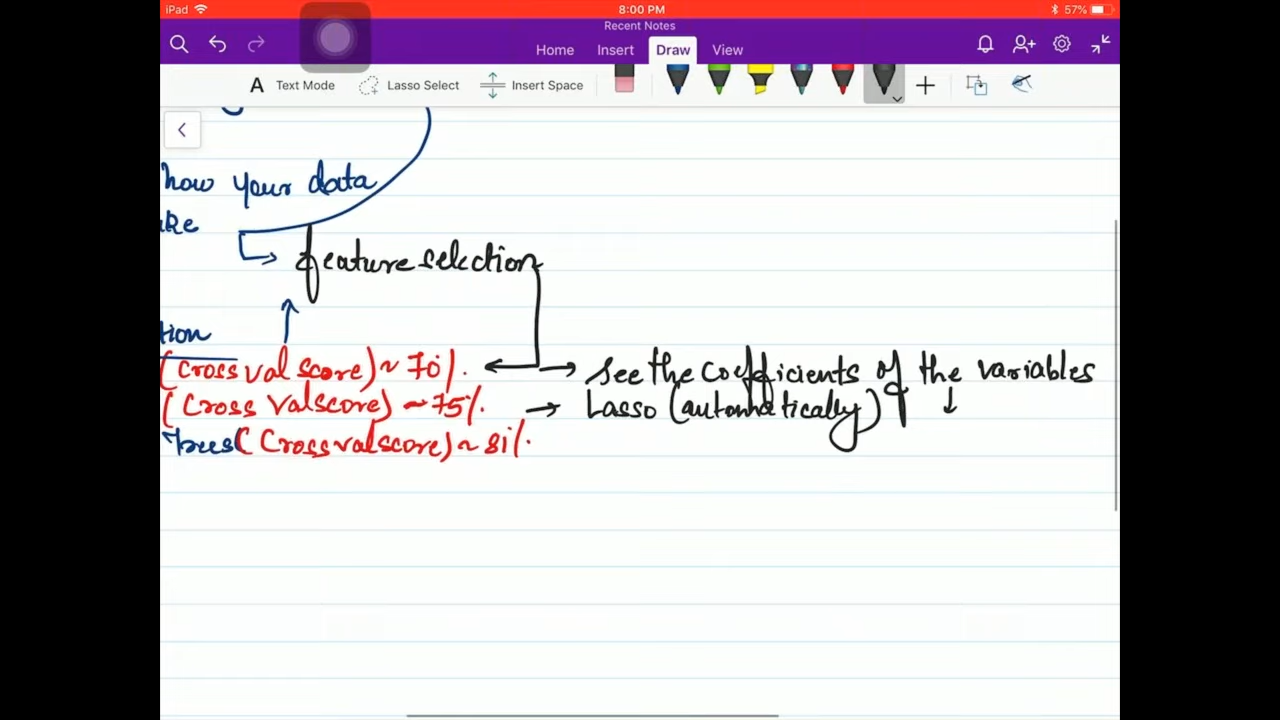 iPad
8:00 PM
57%
Recent Notes
Home Insert Draw View
A Text Mode Lasso Select Insert Space
how your data
ake
feature selection
tion
(Cross val score) ~ 70%.
(Cross Valscore) ~ 75%.
trees (Crossvalscore) ~ 81%.
→ See the Coefficients of the variables ↓
→ Lasso (automatically)